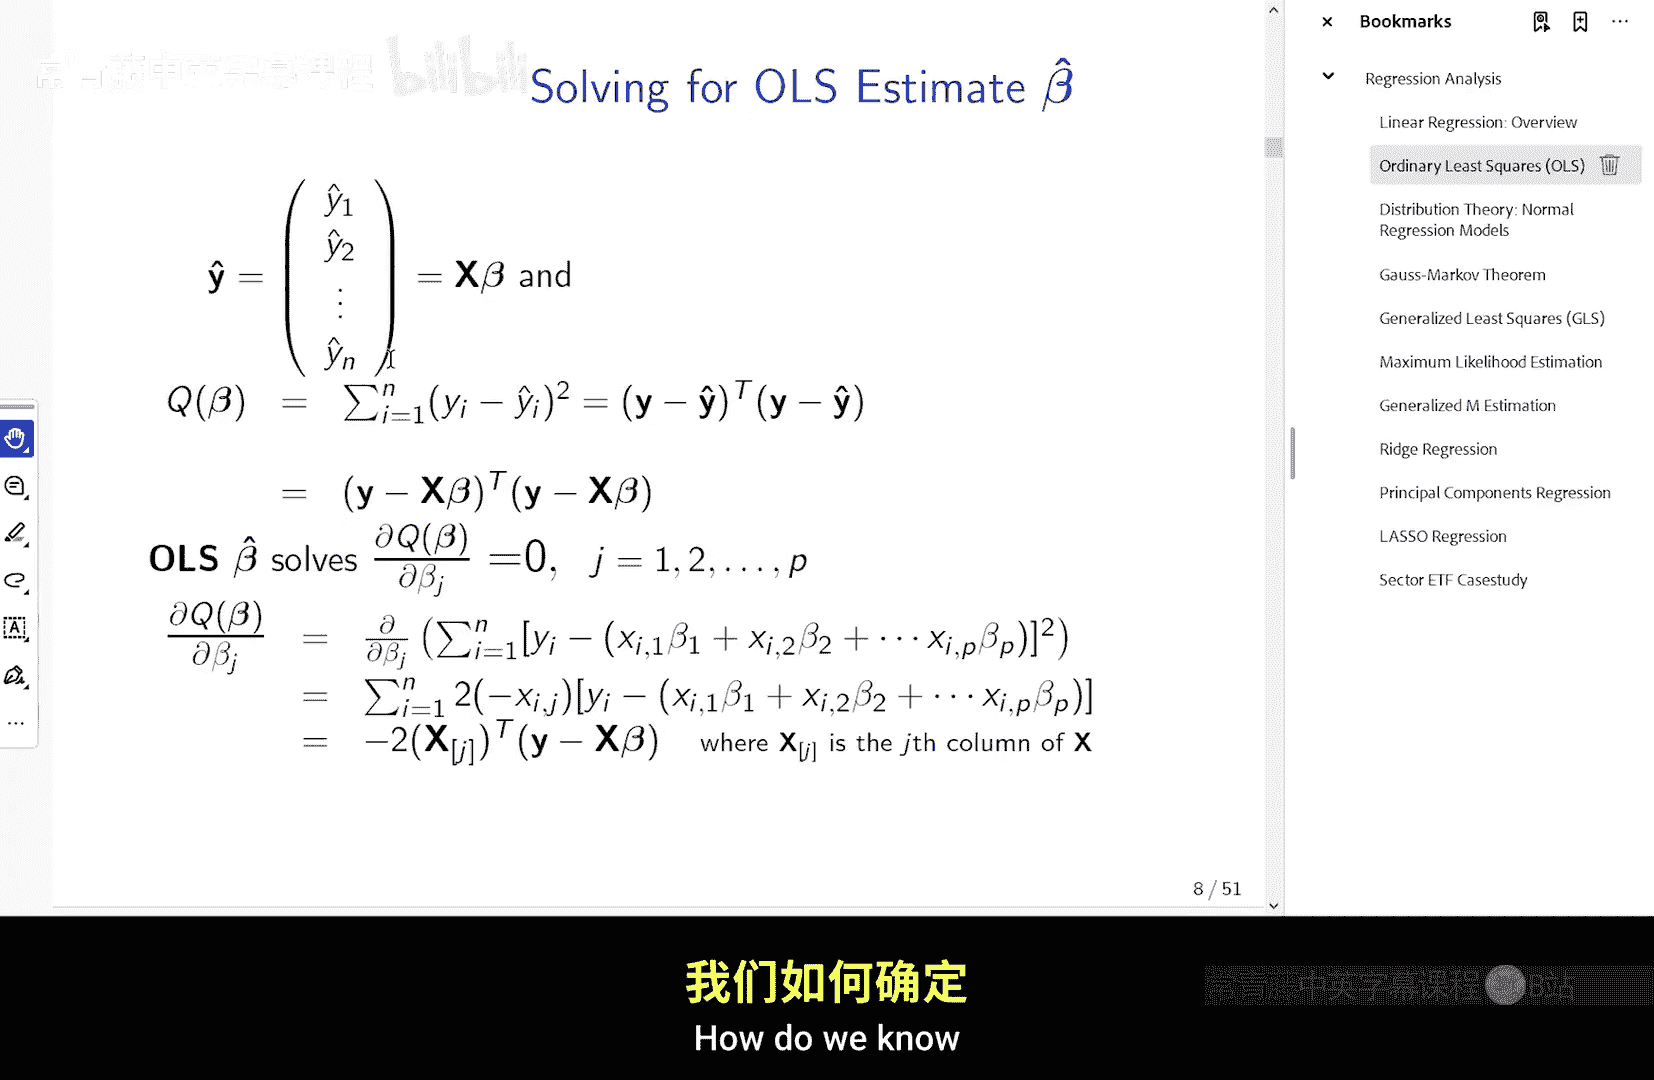 bilibili
Solving for OLS Estimate β̂
ŷ = ( ŷ₁ ŷ₂ ⋮ ŷₙ ) = Xβ and
Q(β) = ∑ⁿᵢ₌₁(yᵢ − ŷᵢ)² = (y − ŷ)ᵀ(y − ŷ)
= (y − Xβ)ᵀ(y − Xβ)
OLS β̂ solves ∂Q(β)/∂βⱼ =0, j = 1, 2, . . . , p
∂Q(β)/∂βⱼ = ∂/∂βⱼ (∑ⁿᵢ₌₁[yᵢ − (xᵢ,₁β₁ + xᵢ,₂β₂ + ··· xᵢ,ₚβₚ)]²)
= ∑ⁿᵢ₌₁ 2(−xᵢ,ⱼ)[yᵢ − (xᵢ,₁β₁ + xᵢ,₂β₂ + ··· xᵢ,ₚβₚ)]
= −2(X[ⱼ])ᵀ(y − Xβ) where X[ⱼ] is the jth column of X
8 / 51
Bookmarks
Regression Analysis
Linear Regression: Overview
Ordinary Least Squares (OLS)
Distribution Theory: Normal
Regression Models
Gauss-Markov Theorem
Generalized Least Squares (GLS)
Maximum Likelihood Estimation
Generalized M Estimation
Ridge Regression
Principal Components Regression
LASSO Regression
Sector ETF Casestudy
我们如何确定
How do we know